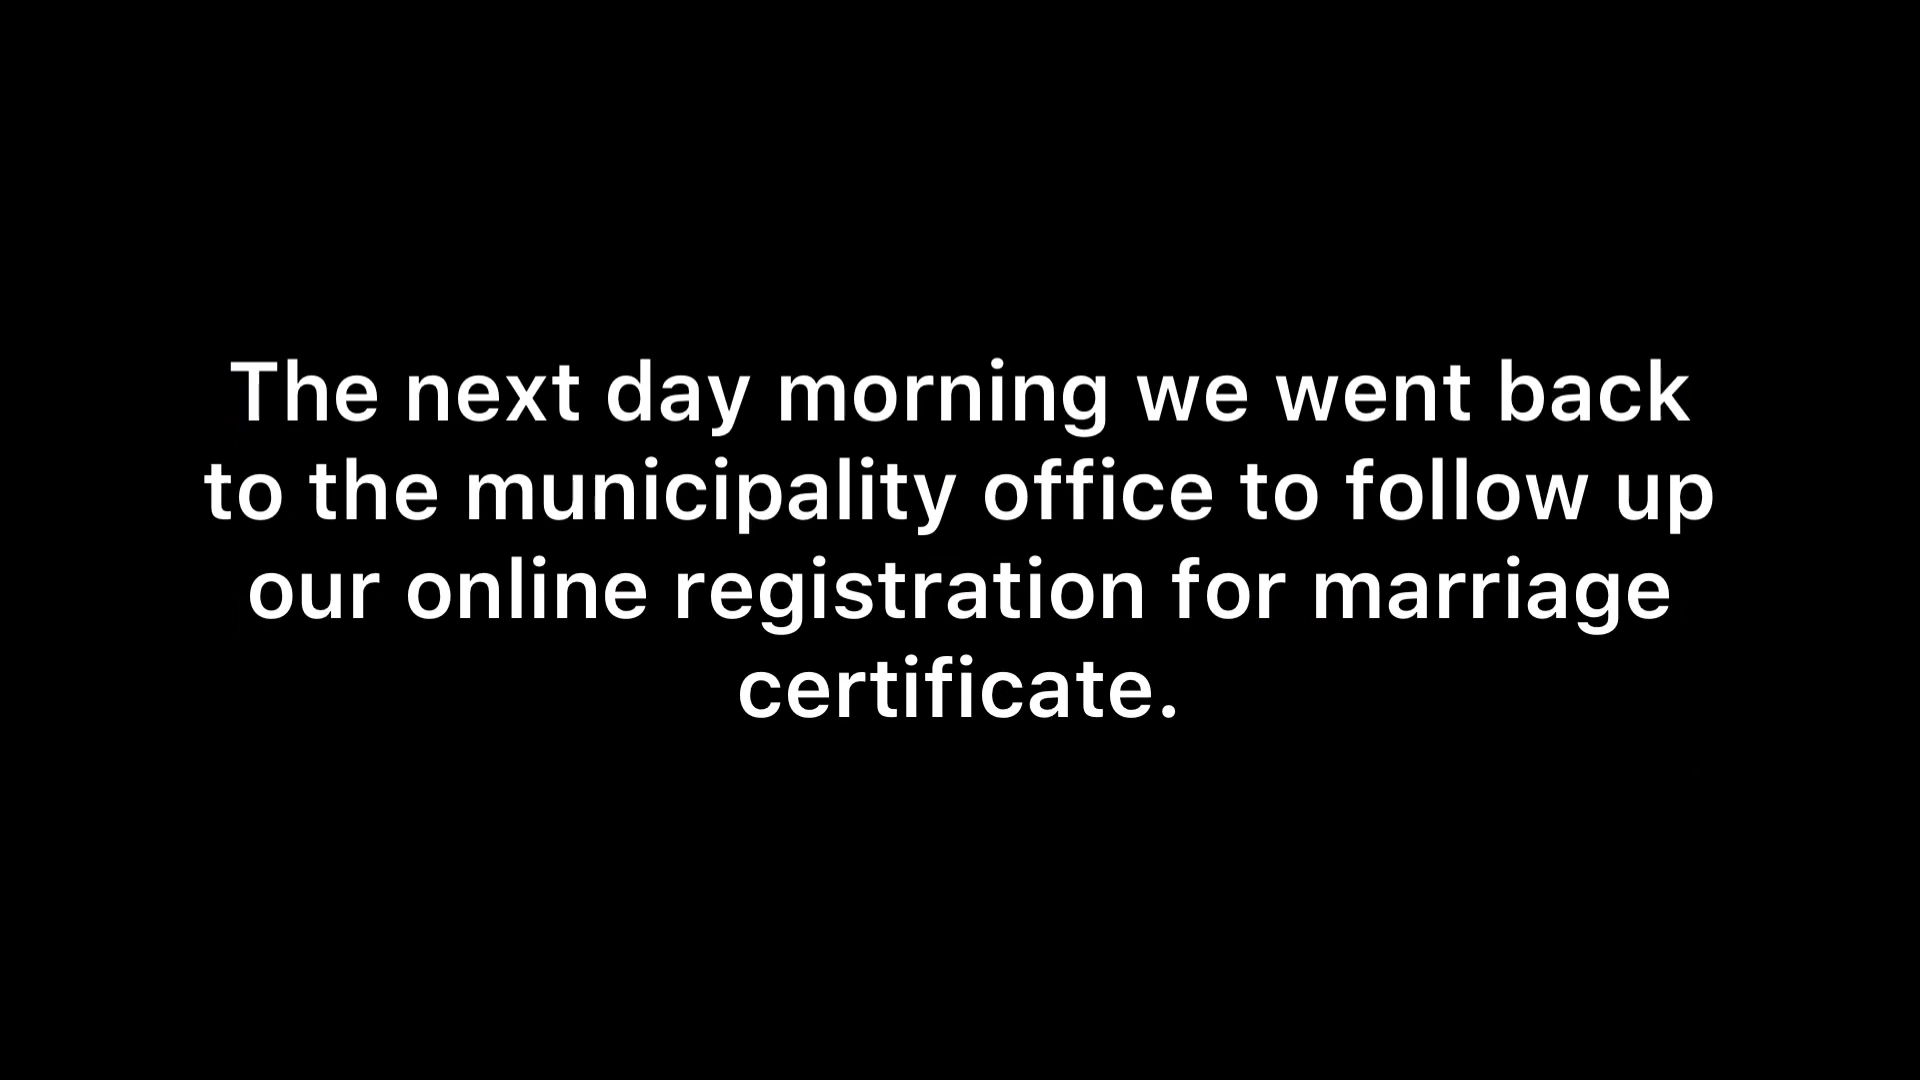 The next day morning we went back
to the municipality office to follow up
our online registration for marriage
certificate.